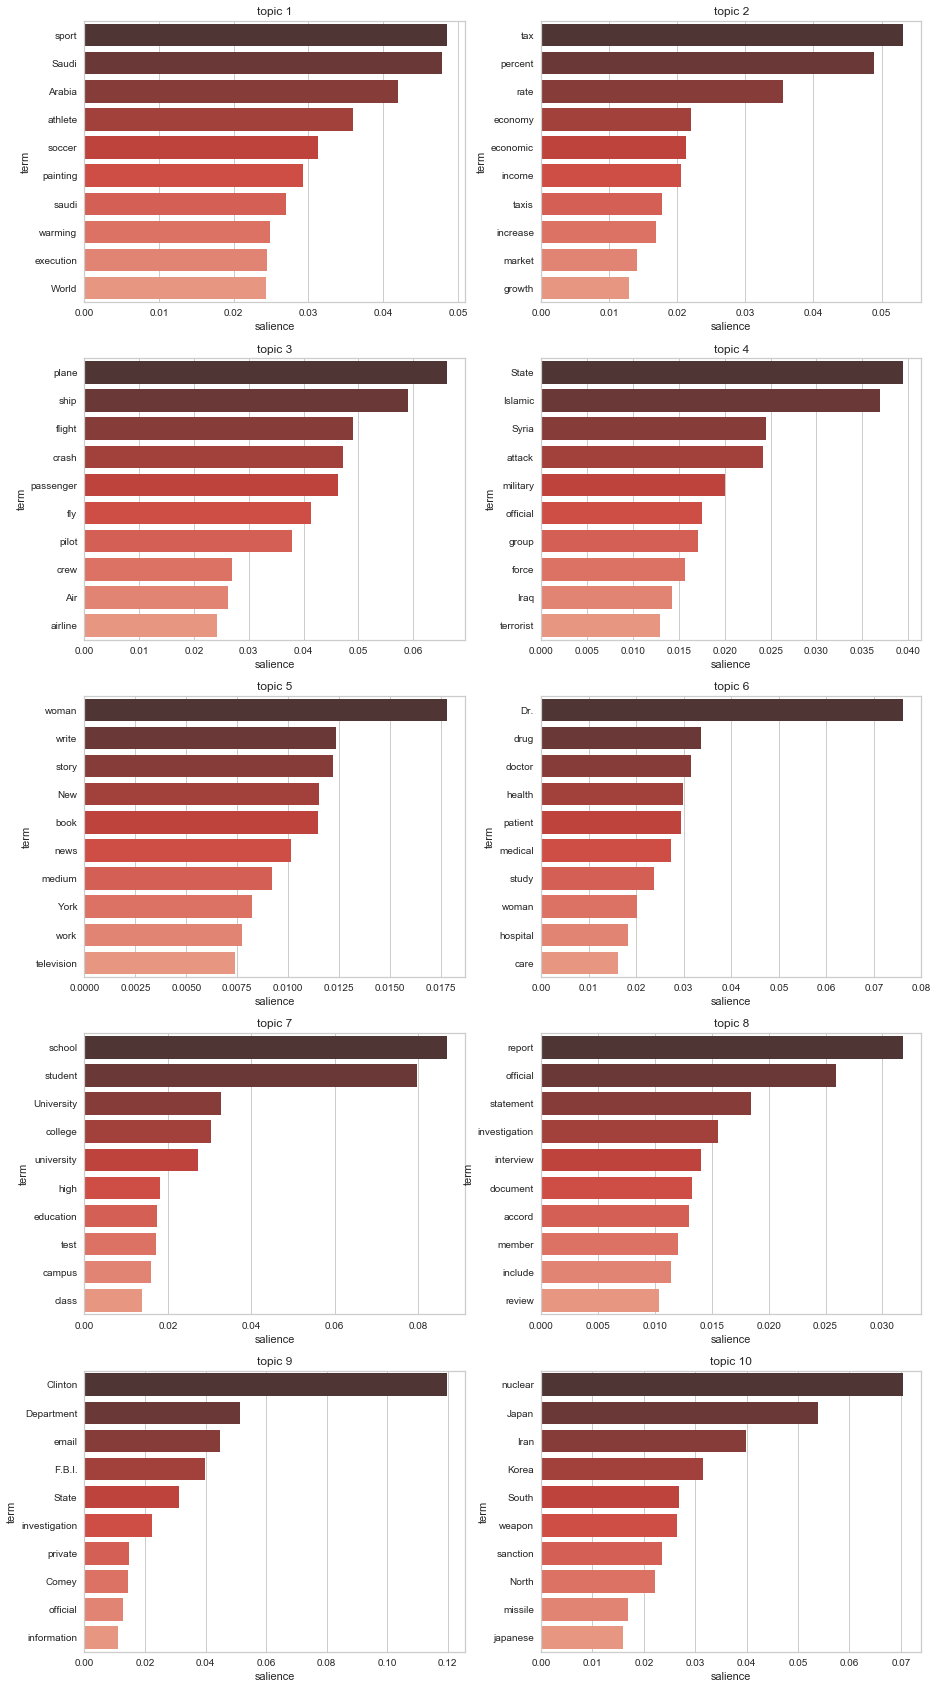 topic 1
term
sport
Saudi
Arabia
athlete
soccer
painting
saudi
warming
execution
World
0.00 0.01 0.02 0.03 0.04 0.05
salience
topic 2
term
tax
percent
rate
economy
economic
income
taxis
increase
market
growth
0.00 0.01 0.02 0.03 0.04 0.05
salience
topic 3
term
plane
ship
flight
crash
passenger
fly
pilot
crew
Air
airline
0.00 0.01 0.02 0.03 0.04 0.05 0.06
salience
topic 4
term
State
Islamic
Syria
attack
military
official
group
force
Iraq
terrorist
0.000 0.005 0.010 0.015 0.020 0.025 0.030 0.035 0.040
salience
topic 5
term
woman
write
story
New
book
news
medium
York
work
television
0.0000 0.0025 0.0050 0.0075 0.0100 0.0125 0.0150 0.0175
salience
topic 6
term
Dr.
drug
doctor
health
patient
medical
study
woman
hospital
care
0.00 0.01 0.02 0.03 0.04 0.05 0.06 0.07 0.08
salience
topic 7
term
school
student
University
college
university
high
education
test
campus
class
0.00 0.02 0.04 0.06 0.08
salience
topic 8
term
report
official
statement
investigation
interview
document
accord
member
include
review
0.000 0.005 0.010 0.015 0.020 0.025 0.030
salience
topic 9
term
Clinton
Department
email
F.B.I.
State
investigation
private
Comey
official
information
0.00 0.02 0.04 0.06 0.08 0.10 0.12
salience
topic 10
term
nuclear
Japan
Iran
Korea
South
weapon
sanction
North
missile
japanese
0.00 0.01 0.02 0.03 0.04 0.05 0.06 0.07
salience